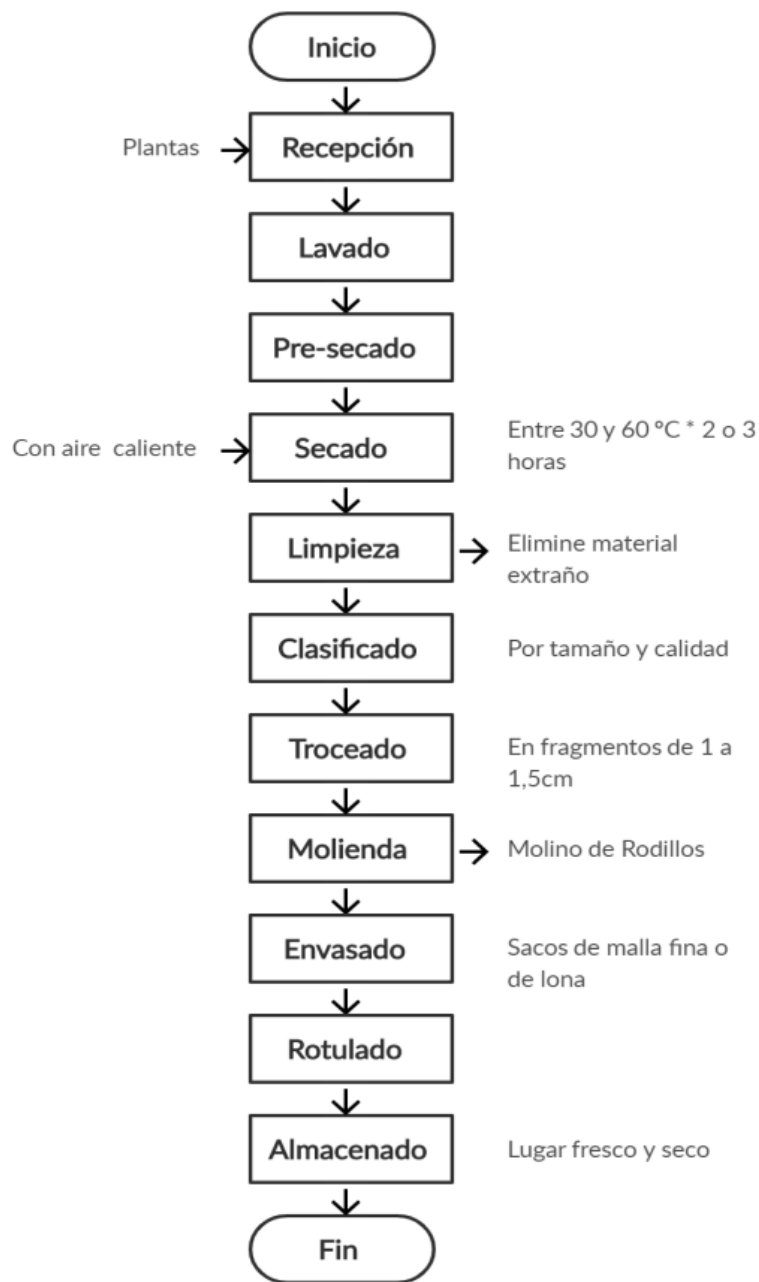 Inicio
Plantas
Recepción
Lavado
Pre-secado
Con aire caliente
Secado
Entre 30 y 60 ºC * 2 o 3
horas
Limpieza
Elimine material
extraño
Clasificado
Por tamaño y calidad
Troceado
En fragmentos de 1 a
1,5cm
Molienda
Molino de Rodillos
Envasado
Sacos de malla fina o
de lona
Rotulado
Almacenado
Lugar fresco y seco
Fin